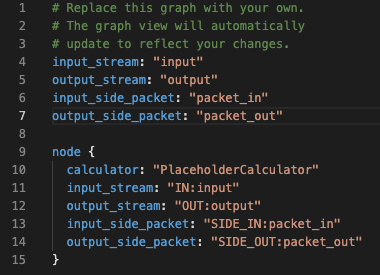 1 # Replace this graph with your own.
2 # The graph view will automatically
3 # update to reflect your changes.
4 input_stream: "input"
5 output_stream: "output"
6 input_side_packet: "packet_in"
7 output_side_packet: "packet_out"
8
9 node {
10   calculator: "PlaceholderCalculator"
11   input_stream: "IN:input"
12   output_stream: "OUT:output"
13   input_side_packet: "SIDE_IN:packet_in"
14   output_side_packet: "SIDE_OUT:packet_out"
15 }